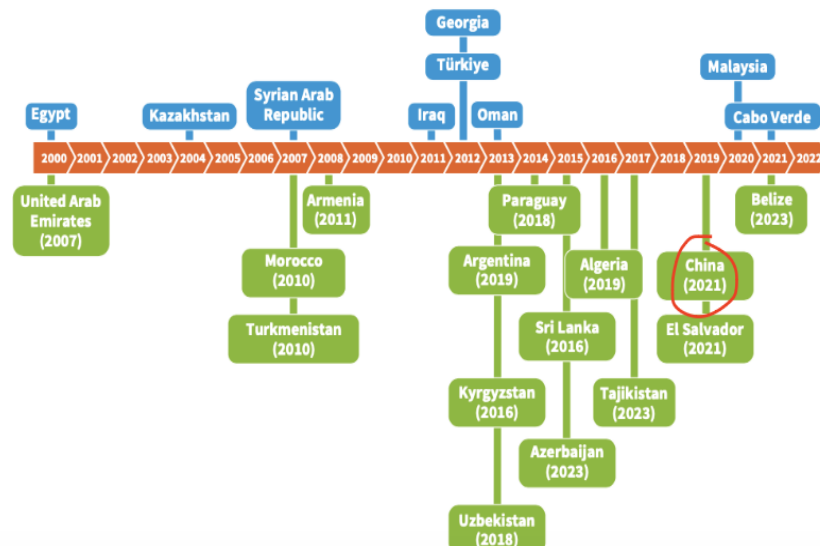 Georgia
Türkiye
Malaysia
Egypt
Kazakhstan
Syrian Arab
Republic
Iraq
Oman
Cabo Verde
2000 2001 2002 2003 2004 2005 2006 2007 2008 2009 2010 2011 2012 2013 2014 2015 2016 2017 2018 2019 2020 2021 2022
United Arab
Emirates
(2007)
Armenia
(2011)
Paraguay
(2018)
Belize
(2023)
Morocco
(2010)
Argentina
(2019)
Algeria
(2019)
China
(2021)
Turkmenistan
(2010)
Sri Lanka
(2016)
El Salvador
(2021)
Kyrgyzstan
(2016)
Tajikistan
(2023)
Azerbaijan
(2023)
Uzbekistan
(2018)